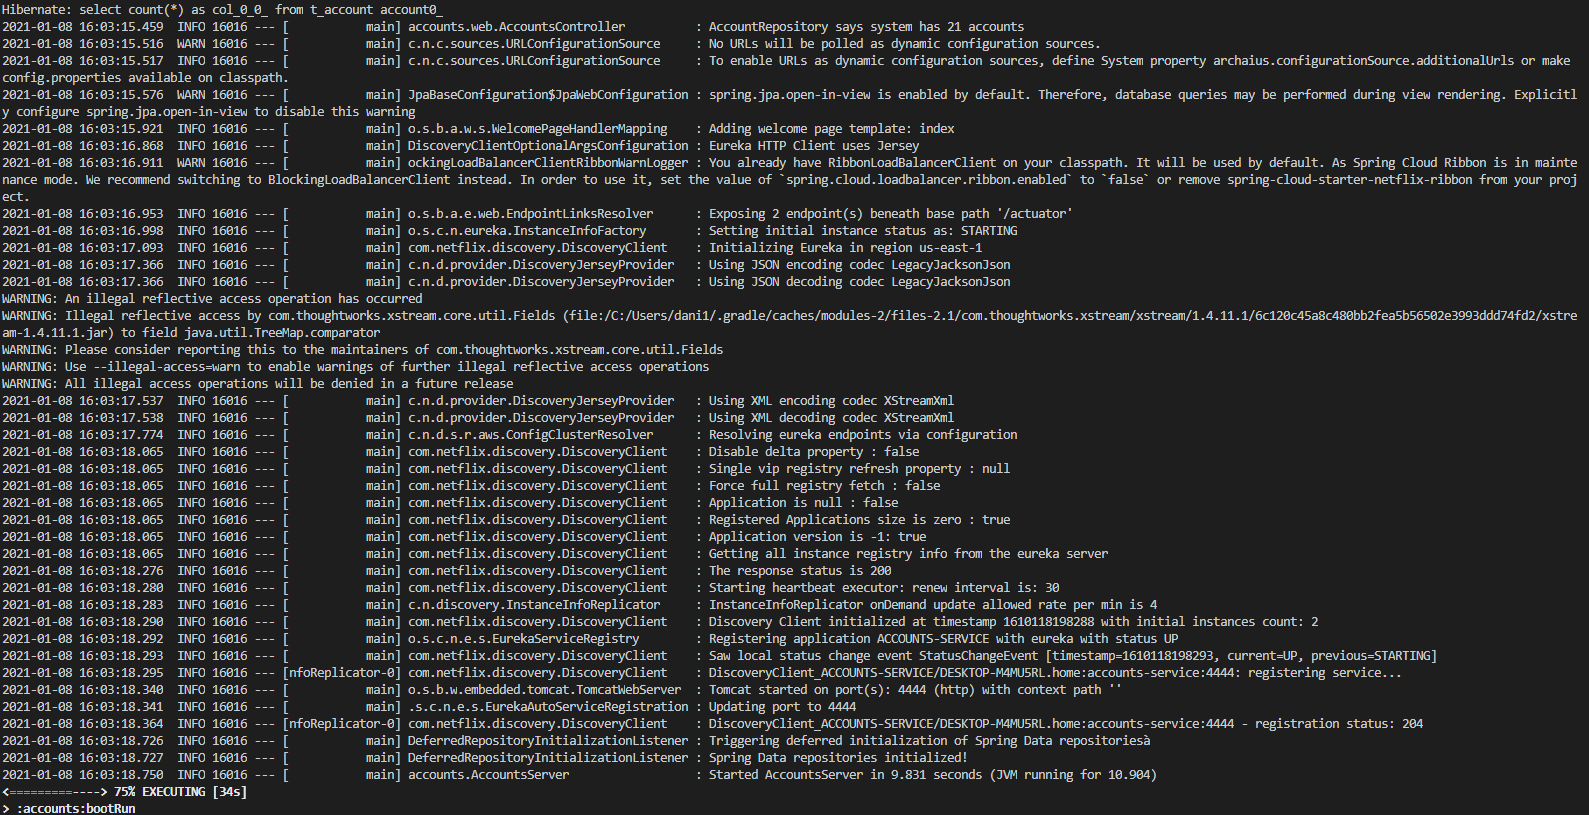 Hibernate: select count(*) as col_0_0_ from t_account account0_
2021-01-08 16:03:15.459  INFO 16016 --- [           main] accounts.web.AccountsController          : AccountRepository says system has 21 accounts
2021-01-08 16:03:15.516  WARN 16016 --- [           main] c.n.c.sources.URLConfigurationSource     : No URLs will be polled as dynamic configuration sources.
2021-01-08 16:03:15.517  INFO 16016 --- [           main] c.n.c.sources.URLConfigurationSource     : To enable URLs as dynamic configuration sources, define System property archaius.configurationSource.additionalUrls or make
config.properties available on classpath.
2021-01-08 16:03:15.576  WARN 16016 --- [           main] JpaBaseConfiguration$JpaWebConfiguration : spring.jpa.open-in-view is enabled by default. Therefore, database queries may be performed during view rendering. Explicitl
y configure spring.jpa.open-in-view to disable this warning
2021-01-08 16:03:15.921  INFO 16016 --- [           main] o.s.b.a.w.s.WelcomePageHandlerMapping    : Adding welcome page template: index
2021-01-08 16:03:16.868  INFO 16016 --- [           main] DiscoveryClientOptionalArgsConfiguration : Eureka HTTP Client uses Jersey
2021-01-08 16:03:16.911  WARN 16016 --- [           main] ockingLoadBalancerClientRibbonWarnLogger : You already have RibbonLoadBalancerClient on your classpath. It will be used by default. As Spring Cloud Ribbon is in mainte
nance mode. We recommend switching to BlockingLoadBalancerClient instead. In order to use it, set the value of `spring.cloud.loadbalancer.ribbon.enabled` to `false` or remove spring-cloud-starter-netflix-ribbon from your proj
ect.
2021-01-08 16:03:16.953  INFO 16016 --- [           main] o.s.b.a.e.web.EndpointLinksResolver      : Exposing 2 endpoint(s) beneath base path '/actuator'
2021-01-08 16:03:16.998  INFO 16016 --- [           main] o.s.c.n.eureka.InstanceInfoFactory       : Setting initial instance status as: STARTING
2021-01-08 16:03:17.093  INFO 16016 --- [           main] com.netflix.discovery.DiscoveryClient    : Initializing Eureka in region us-east-1
2021-01-08 16:03:17.366  INFO 16016 --- [           main] c.n.d.provider.DiscoveryJerseyProvider   : Using JSON encoding codec LegacyJacksonJson
2021-01-08 16:03:17.366  INFO 16016 --- [           main] c.n.d.provider.DiscoveryJerseyProvider   : Using JSON decoding codec LegacyJacksonJson
WARNING: An illegal reflective access operation has occurred
WARNING: Illegal reflective access by com.thoughtworks.xstream.core.util.Fields (file:/C:/Users/dani1/.gradle/caches/modules-2/files-2.1/com.thoughtworks.xstream/xstream/1.4.11.1/6c120c45a8c480bb2fea5b56502e3993ddd74fd2/xstre
am-1.4.11.1.jar) to field java.util.TreeMap.comparator
WARNING: Please consider reporting this to the maintainers of com.thoughtworks.xstream.core.util.Fields
WARNING: Use --illegal-access=warn to enable warnings of further illegal reflective access operations
WARNING: All illegal access operations will be denied in a future release
2021-01-08 16:03:17.537  INFO 16016 --- [           main] c.n.d.provider.DiscoveryJerseyProvider   : Using XML encoding codec XStreamXml
2021-01-08 16:03:17.538  INFO 16016 --- [           main] c.n.d.provider.DiscoveryJerseyProvider   : Using XML decoding codec XStreamXml
2021-01-08 16:03:17.774  INFO 16016 --- [           main] c.n.d.s.r.aws.ConfigClusterResolver      : Resolving eureka endpoints via configuration
2021-01-08 16:03:18.065  INFO 16016 --- [           main] com.netflix.discovery.DiscoveryClient    : Disable delta property : false
2021-01-08 16:03:18.065  INFO 16016 --- [           main] com.netflix.discovery.DiscoveryClient    : Single vip registry refresh property : null
2021-01-08 16:03:18.065  INFO 16016 --- [           main] com.netflix.discovery.DiscoveryClient    : Force full registry fetch : false
2021-01-08 16:03:18.065  INFO 16016 --- [           main] com.netflix.discovery.DiscoveryClient    : Application is null : false
2021-01-08 16:03:18.065  INFO 16016 --- [           main] com.netflix.discovery.DiscoveryClient    : Registered Applications size is zero : true
2021-01-08 16:03:18.065  INFO 16016 --- [           main] com.netflix.discovery.DiscoveryClient    : Application version is -1: true
2021-01-08 16:03:18.065  INFO 16016 --- [           main] com.netflix.discovery.DiscoveryClient    : Getting all instance registry info from the eureka server
2021-01-08 16:03:18.276  INFO 16016 --- [           main] com.netflix.discovery.DiscoveryClient    : The response status is 200
2021-01-08 16:03:18.280  INFO 16016 --- [           main] com.netflix.discovery.DiscoveryClient    : Starting heartbeat executor: renew interval is: 30
2021-01-08 16:03:18.283  INFO 16016 --- [           main] c.n.discovery.InstanceInfoReplicator     : InstanceInfoReplicator onDemand update allowed rate per min is 4
2021-01-08 16:03:18.290  INFO 16016 --- [           main] com.netflix.discovery.DiscoveryClient    : Discovery Client initialized at timestamp 1610118198288 with initial instances count: 2
2021-01-08 16:03:18.292  INFO 16016 --- [           main] o.s.c.n.e.s.EurekaServiceRegistry        : Registering application ACCOUNTS-SERVICE with eureka with status UP
2021-01-08 16:03:18.293  INFO 16016 --- [           main] com.netflix.discovery.DiscoveryClient    : Saw local status change event StatusChangeEvent [timestamp=1610118198293, current=UP, previous=STARTING]
2021-01-08 16:03:18.295  INFO 16016 --- [nfoReplicator-0] com.netflix.discovery.DiscoveryClient    : DiscoveryClient_ACCOUNTS-SERVICE/DESKTOP-M4MU5RL.home:accounts-service:4444: registering service...
2021-01-08 16:03:18.340  INFO 16016 --- [           main] o.s.b.w.embedded.tomcat.TomcatWebServer  : Tomcat started on port(s): 4444 (http) with context path ''
2021-01-08 16:03:18.341  INFO 16016 --- [           main] .s.c.n.e.s.EurekaAutoServiceRegistration : Updating port to 4444
2021-01-08 16:03:18.364  INFO 16016 --- [nfoReplicator-0] com.netflix.discovery.DiscoveryClient    : DiscoveryClient_ACCOUNTS-SERVICE/DESKTOP-M4MU5RL.home:accounts-service:4444 - registration status: 204
2021-01-08 16:03:18.726  INFO 16016 --- [           main] DeferredRepositoryInitializationListener : Triggering deferred initialization of Spring Data repositoriesà
2021-01-08 16:03:18.727  INFO 16016 --- [           main] DeferredRepositoryInitializationListener : Spring Data repositories initialized!
2021-01-08 16:03:18.750  INFO 16016 --- [           main] accounts.AccountsServer                  : Started AccountsServer in 9.831 seconds (JVM running for 10.904)
<=========----> 75% EXECUTING [34s]
> :accounts:bootRun